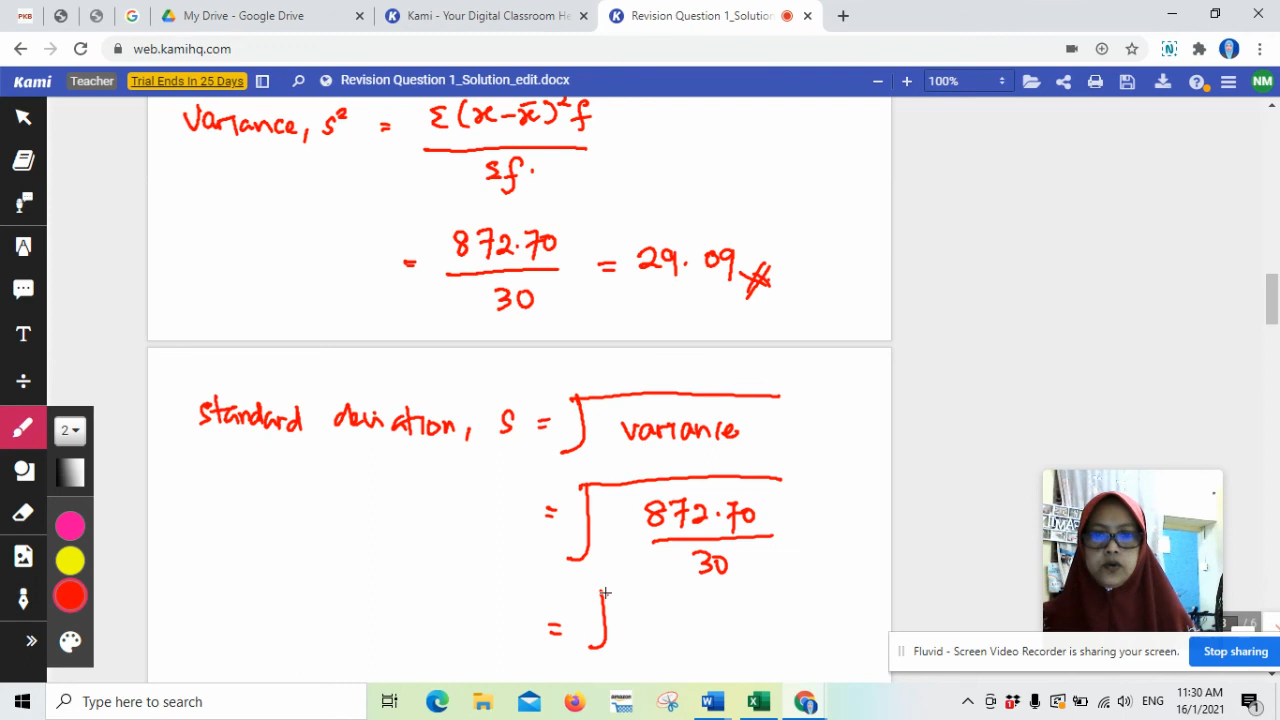 My Drive - Google Drive
Kami - Your Digital Classroom He
Revision Question 1_Solution
web.kamihq.com
Kami Teacher Trial Ends In 25 Days Revision Question 1_Solution_edit.docx 100% NM
Variance, s² = Σ(x-x̄)²f
Σf.
= 872.70 = 29.09
30
standard deviation, s = √variance
= √872.70
30
= √
2
3 / 6
Fluvid - Screen Video Recorder is sharing your screen. Stop sharing
Type here to search
amazon
ENG
11:30 AM
16/1/2021